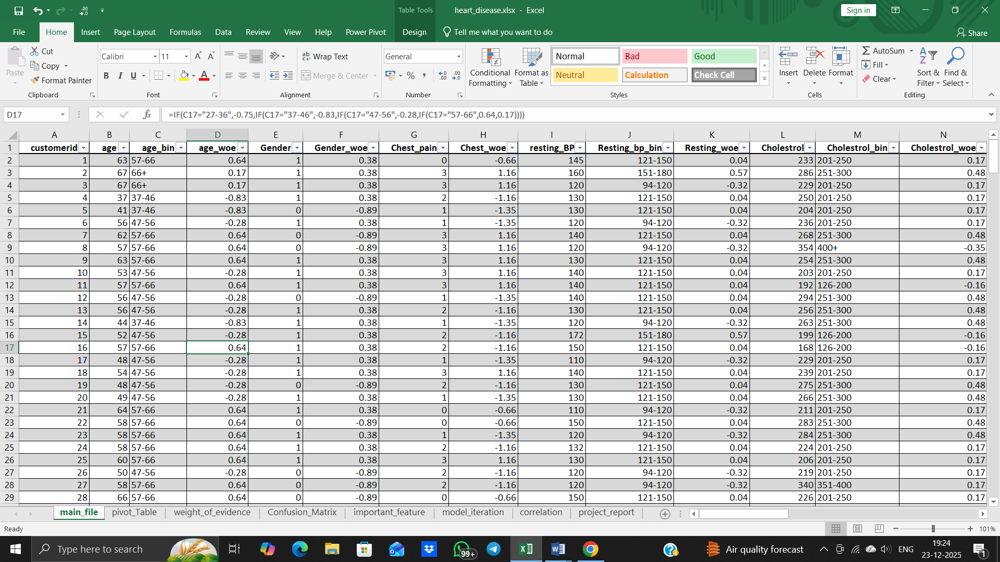 Table Tools
heart_disease.xlsx - Excel
Sign in
File Home Insert Page Layout Formulas Data Review View Help Power Pivot Design Tell me what you want to do Share
Paste
Cut
Copy
Format Painter
Clipboard
Calibri 11
B I U
Font
Wrap Text
Merge & Center
Alignment
General
Number
Conditional Formatting
Format as Table
Normal Bad Good
Neutral Calculation Check Cell
Styles
Insert Delete Format
Cells
AutoSum
Fill
Clear
Sort & Filter
Find & Select
Editing
D17 =IF(C17="27-36",-0.75,IF(C17="37-46",-0.83,IF(C17="47-56",-0.28,IF(C17="57-66",0.64,0.17))))
A B C D E F G H I J K L M N
1 customerid age age_bin age_woe Gender Gender_woe Chest_pain Chest_woe resting_BP Resting_bp_bin Resting_woe Cholestrol Cholestrol_bin Cholestrol_woe
2 1 63 57-66 0.64 1 0.38 0 -0.66 145 121-150 0.04 233 201-250 0.17
3 2 67 66+ 0.17 1 0.38 3 1.16 160 151-180 0.57 286 251-300 0.48
4 3 67 66+ 0.17 1 0.38 3 1.16 120 94-120 -0.32 229 201-250 0.17
5 4 37 37-46 -0.83 1 0.38 2 -1.16 130 121-150 0.04 250 201-250 0.17
6 5 41 37-46 -0.83 0 -0.89 1 -1.35 130 121-150 0.04 204 201-250 0.17
7 6 56 47-56 -0.28 1 0.38 1 -1.35 120 94-120 -0.32 236 201-250 0.17
8 7 62 57-66 0.64 0 -0.89 3 1.16 140 121-150 0.04 268 251-300 0.48
9 8 57 57-66 0.64 0 -0.89 3 1.16 120 94-120 -0.32 354 400+ -0.35
10 9 63 57-66 0.64 1 0.38 3 1.16 130 121-150 0.04 254 251-300 0.48
11 10 53 47-56 -0.28 1 0.38 3 1.16 140 121-150 0.04 203 201-250 0.17
12 11 57 57-66 0.64 1 0.38 3 1.16 140 121-150 0.04 192 126-200 -0.16
13 12 56 47-56 -0.28 0 -0.89 1 -1.35 140 121-150 0.04 294 251-300 0.48
14 13 56 47-56 -0.28 1 0.38 2 -1.16 130 121-150 0.04 256 251-300 0.48
15 14 44 37-46 -0.83 1 0.38 1 -1.35 120 94-120 -0.32 263 251-300 0.48
16 15 52 47-56 -0.28 1 0.38 2 -1.16 172 151-180 0.57 199 126-200 -0.16
17 16 57 57-66 0.64 1 0.38 2 -1.16 150 121-150 0.04 168 126-200 -0.16
18 17 48 47-56 -0.28 1 0.38 1 -1.35 110 94-120 -0.32 229 201-250 0.17
19 18 54 47-56 -0.28 1 0.38 3 1.16 140 121-150 0.04 239 201-250 0.17
20 19 48 47-56 -0.28 0 -0.89 2 -1.16 130 121-150 0.04 275 251-300 0.48
21 20 49 47-56 -0.28 1 0.38 1 -1.35 130 121-150 0.04 266 251-300 0.48
22 21 64 57-66 0.64 1 0.38 0 -0.66 110 94-120 -0.32 211 201-250 0.17
23 22 58 57-66 0.64 0 -0.89 0 -0.66 150 121-150 0.04 283 251-300 0.48
24 23 58 57-66 0.64 1 0.38 1 -1.35 120 94-120 -0.32 284 251-300 0.48
25 24 58 57-66 0.64 1 0.38 2 -1.16 132 121-150 0.04 224 201-250 0.17
26 25 60 57-66 0.64 1 0.38 3 1.16 130 121-150 0.04 206 201-250 0.17
27 26 50 47-56 -0.28 0 -0.89 2 -1.16 120 94-120 -0.32 219 201-250 0.17
28 27 58 57-66 0.64 0 -0.89 2 -1.16 120 94-120 -0.32 340 351-400 0.17
29 28 66 57-66 0.64 0 -0.89 0 -0.66 150 121-150 0.04 226 201-250 0.17
main_file pivot_Table weight_of_evidence Confusion_Matrix important_feature model_iteration correlation project_report
Ready 101%
Type here to search 99+ Air quality forecast ENG 19:24
23-12-2025 1